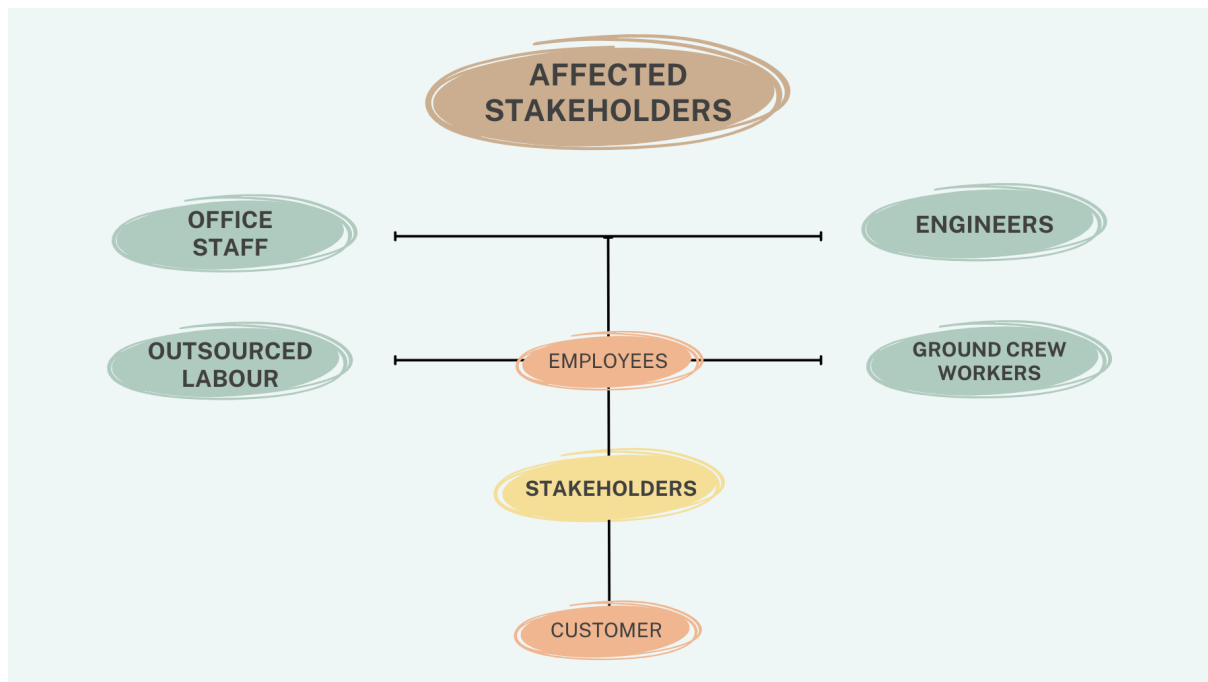 AFFECTED
STAKEHOLDERS
OFFICE
STAFF
ENGINEERS
OUTSOURCED
LABOUR
EMPLOYEES
GROUND CREW
WORKERS
STAKEHOLDERS
CUSTOMER